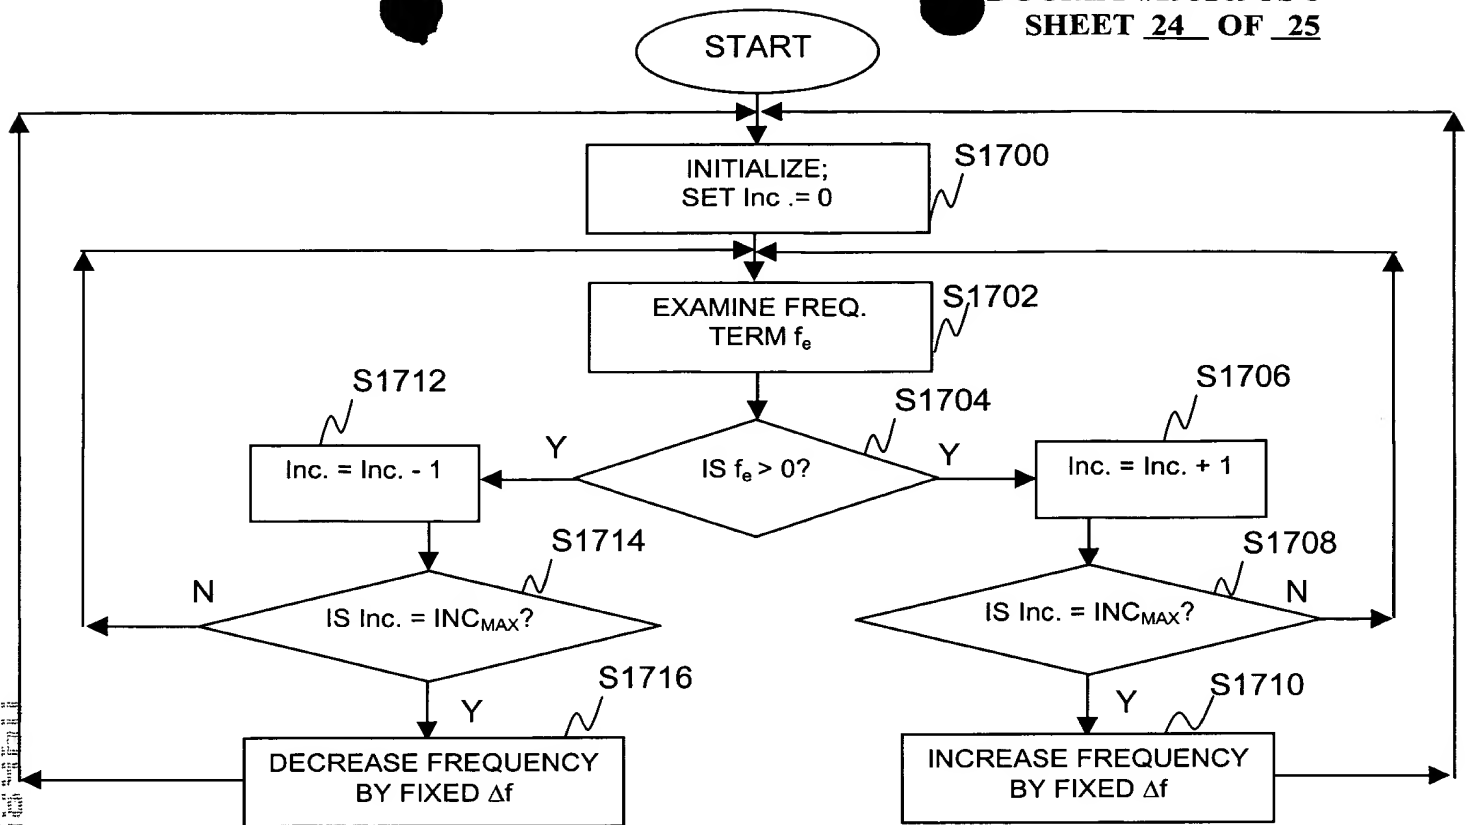 SHEET 24 OF 25
START
S1700
INITIALIZE;
SET Inc .= 0
S1702
EXAMINE FREQ.
TERM fe
S1712
S1704
S1706
Inc. = Inc. - 1
Y
IS fe > 0?
Y
Inc. = Inc. + 1
S1714
S1708
N
IS Inc. = INCMAX?
IS Inc. = INCMAX?
N
S1716
S1710
Y
Y
DECREASE FREQUENCY
BY FIXED Δf
INCREASE FREQUENCY
BY FIXED Δf